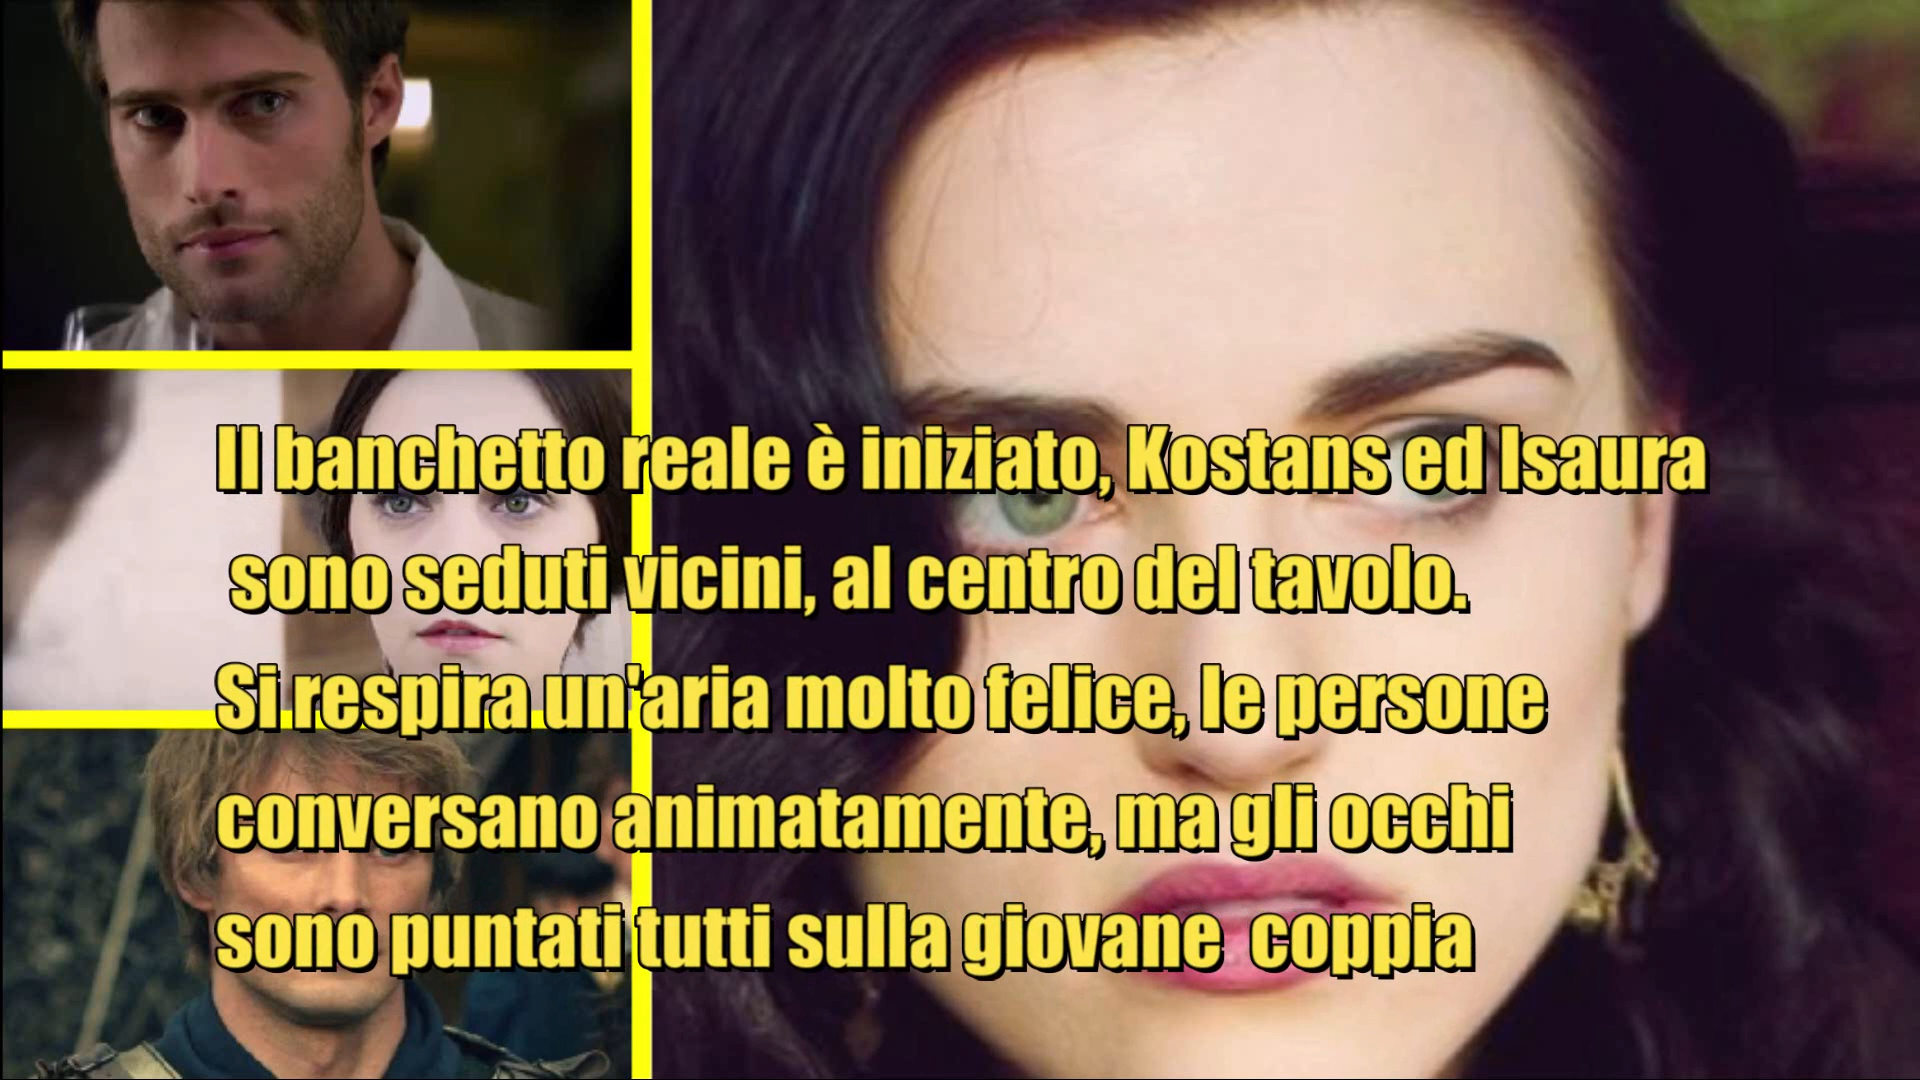 Il banchetto reale è iniziato, Kostans ed Isaura
sono seduti vicini, al centro del tavolo.
Si respira un'aria molto felice, le persone
conversano animatamente, ma gli occhi
sono puntati tutti sulla giovane  coppia